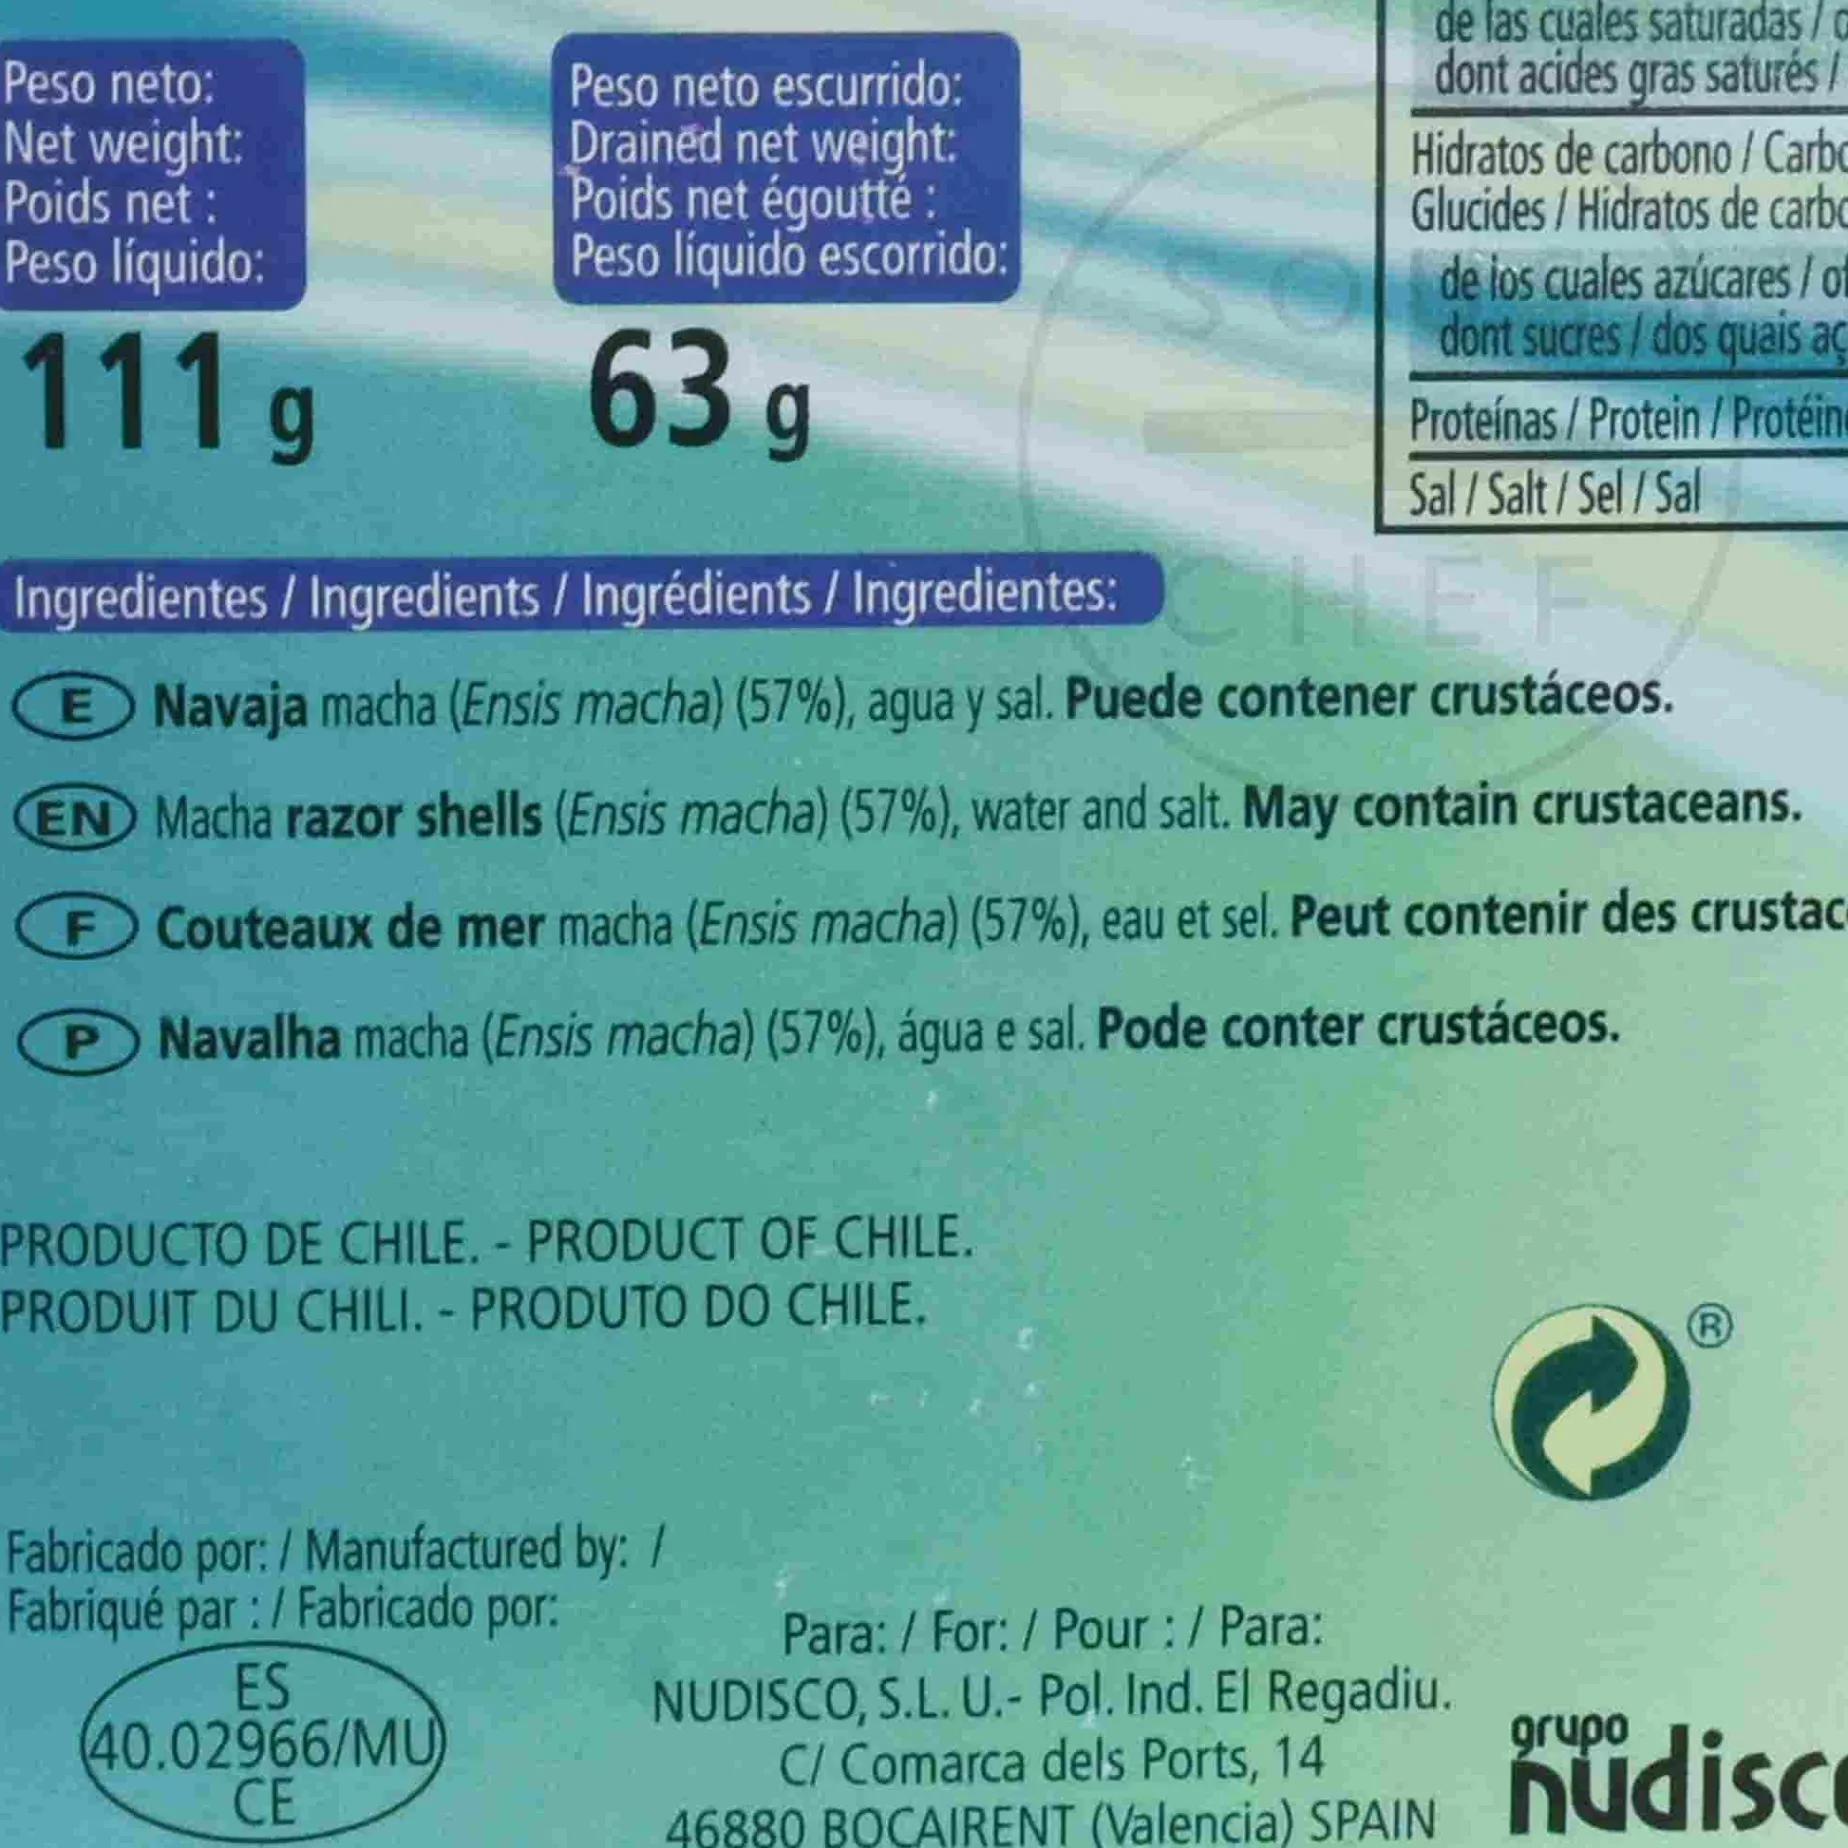 Peso neto:
Net weight:
Poids net :
Peso líquido:
111 g
Peso neto escurrido:
Drained net weight:
Poids net égoutté :
Peso líquido escorrido:
63 g
de las cuales saturadas /
dont acides gras saturés /
Hidratos de carbono /
Glucides / Hidratos de
de los cuales azúcares /
dont sucres / dos quais
Proteínas / Protein /
Sal / Salt / Sel / Sal
SO
CHEF
Ingredientes / Ingredients / Ingrédients / Ingredientes:
E Navaja macha (Ensis macha) (57%), agua y sal. Puede contener crustáceos.
EN Macha razor shells (Ensis macha) (57%), water and salt. May contain crustaceans.
F Couteaux de mer macha (Ensis macha) (57%), eau et sel. Peut contenir des
P Navalha macha (Ensis macha) (57%), água e sal. Pode conter crustáceos.
PRODUCTO DE CHILE. - PRODUCT OF CHILE.
PRODUIT DU CHILI. - PRODUTO DO CHILE.
®
Fabricado por: / Manufactured by: /
Fabriqué par : / Fabricado por:
ES
40.02966/MU
CE
Para: / For: / Pour : / Para:
NUDISCO, S.L.U.- Pol. Ind. El Regadiu.
C/ Comarca dels Ports, 14
46880 BOCAIRENT (Valencia) SPAIN
grupo
nudisco